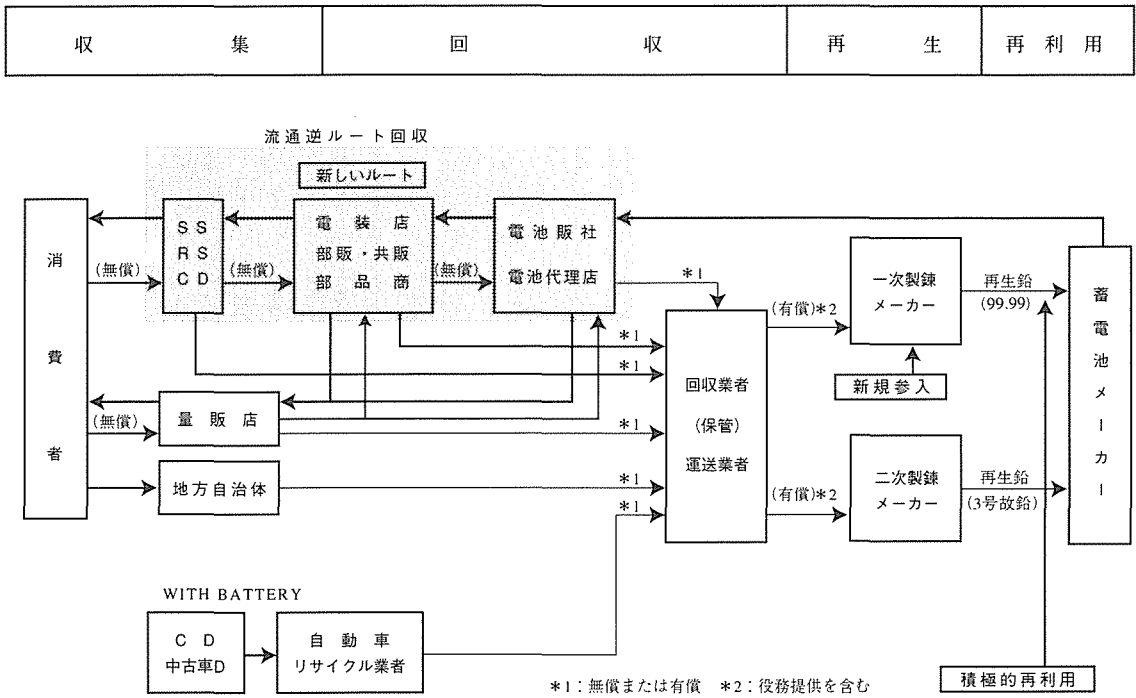 収集 回収 再生 再利用
流通逆ルート回収
新しいルート
消費者
(無償)
SS
RS
CD
(無償)
電装店
部販・共販
部品商
(無償)
電池販社
電池代理店
*1
*1
*1
(無償)
量販店
*1
地方自治体
*1
*1
回収業者
(保管)
運送業者
(有償)*2
(有償)*2
一次製錬
メーカー
新規参入
二次製錬
メーカー
再生鉛
(99.99)
再生鉛
(3号故鉛)
蓄電池メーカー
WITH BATTERY
CD
中古車D
自動車
リサイクル業者
*1:無償または有償 *2:役務提供を含む
積極的再利用